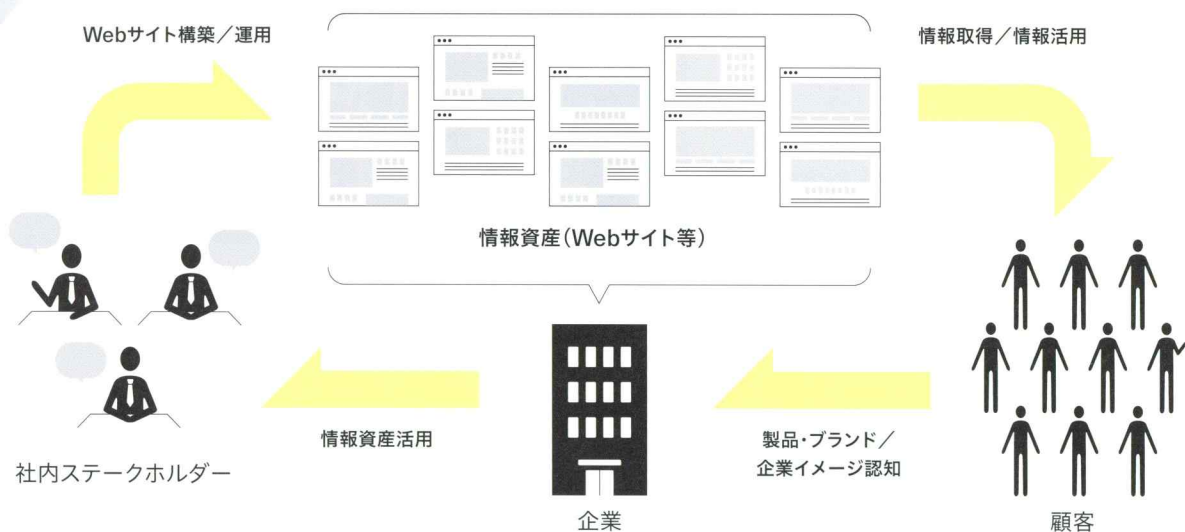 Webサイト構築／運用
情報取得／情報活用
情報資産（Webサイト等）
情報資産活用
製品・ブランド／
企業イメージ認知
社内ステークホルダー
企業
顧客